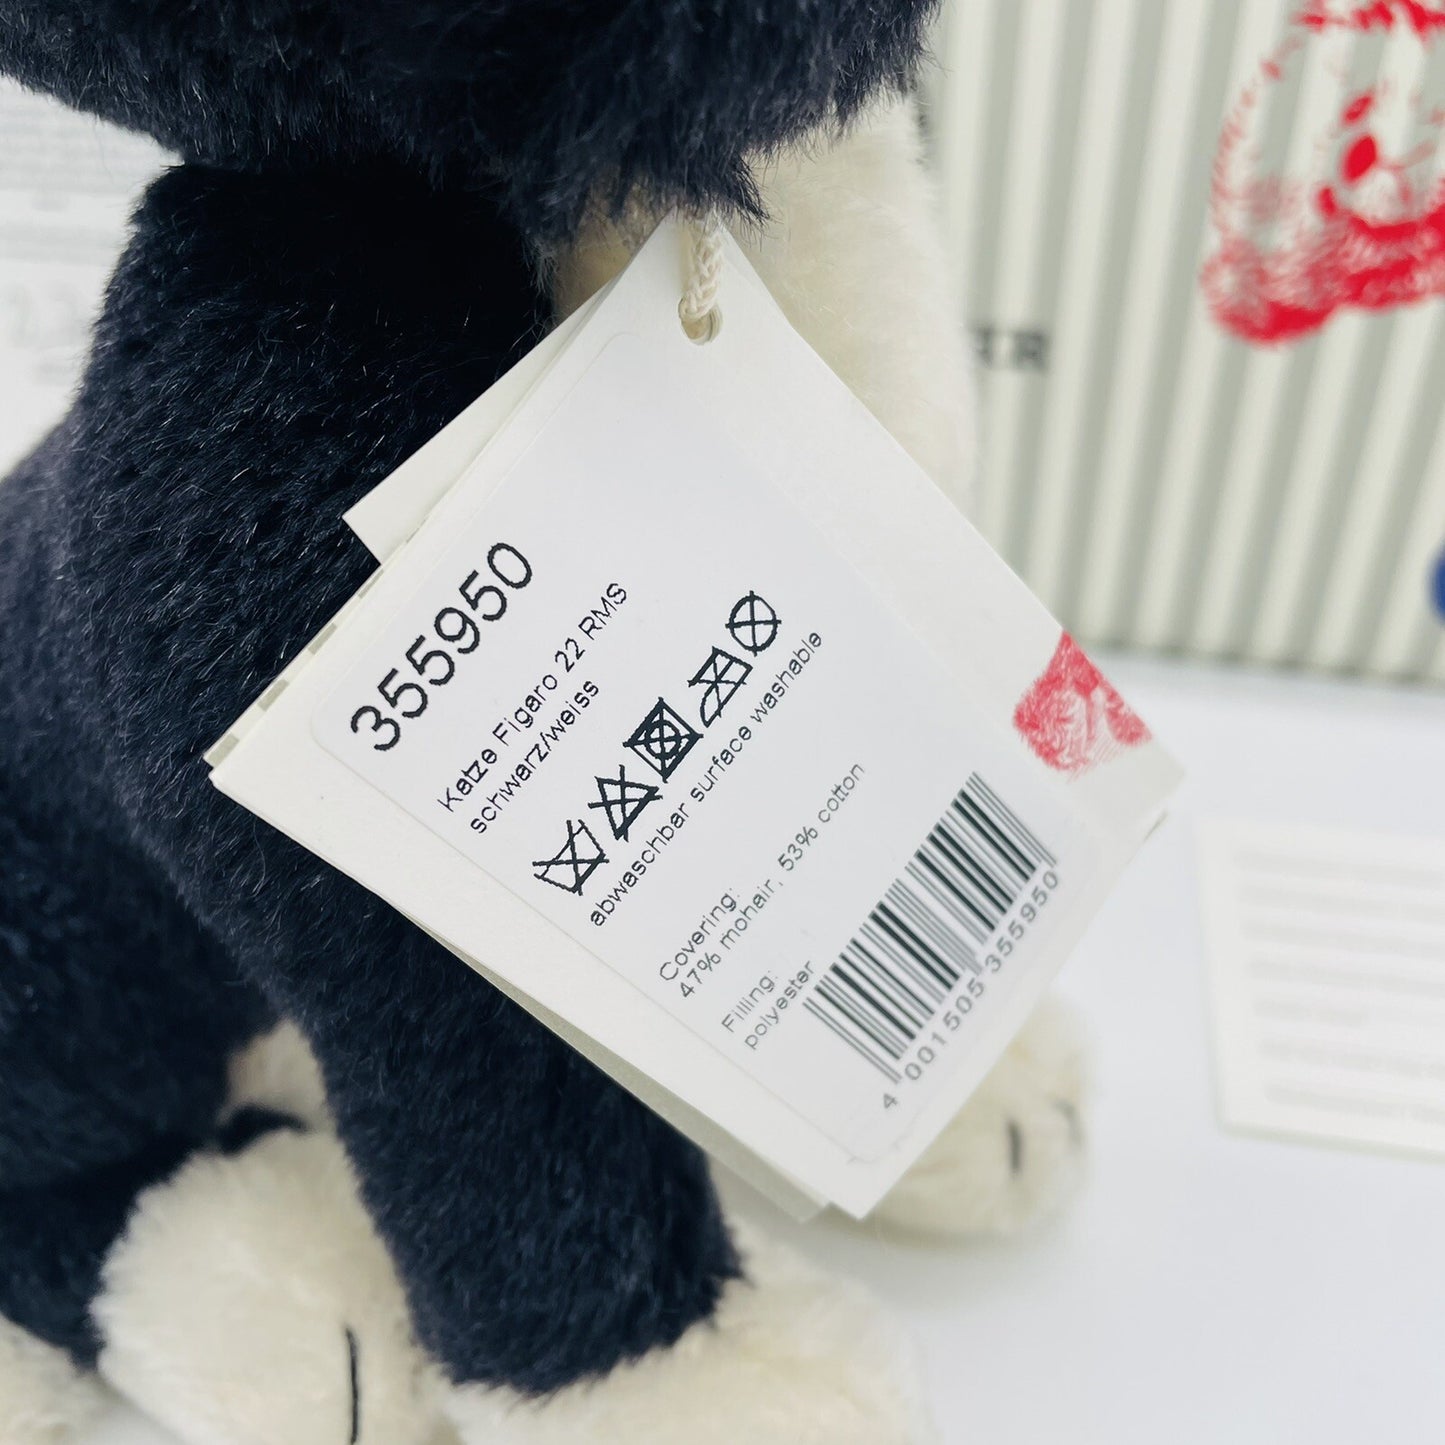 355950
Katze Figaro 22 RMS
schwarz/weiss
abwaschbar surface washable
Covering:
47% mohair, 53% cotton
Filling:
polyester
4 001505 355950